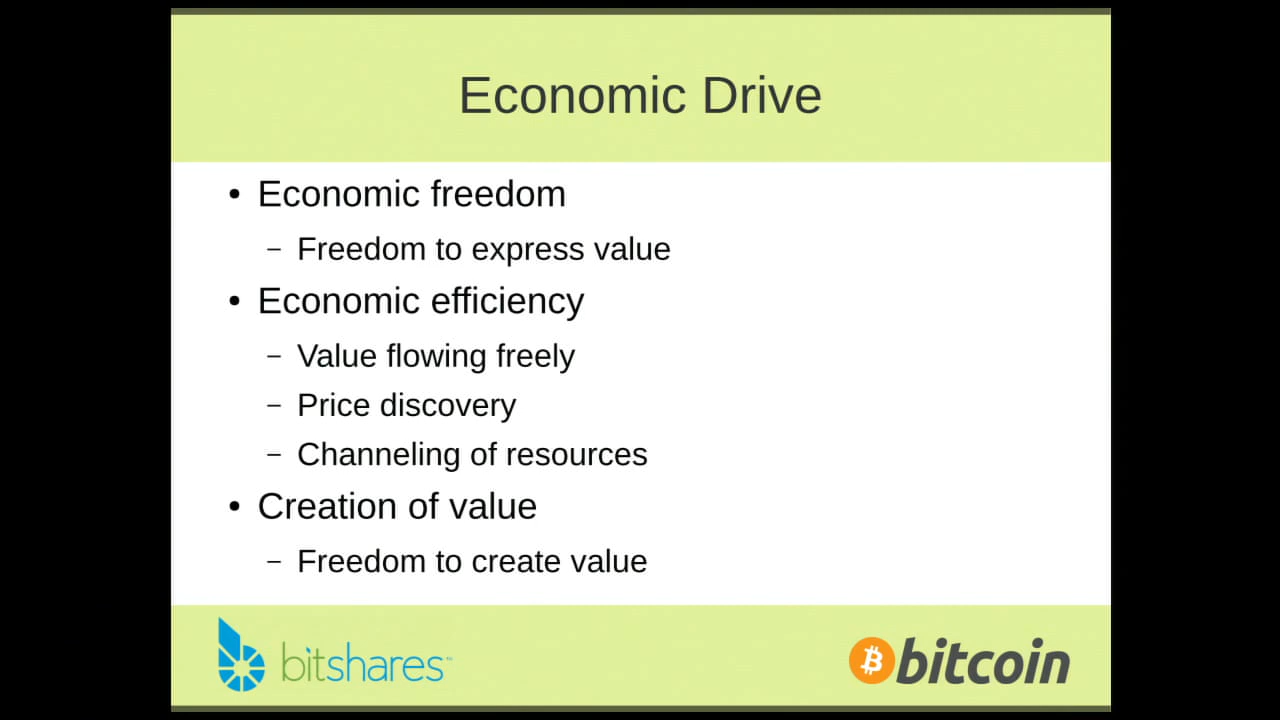 Economic Drive
• Economic freedom
– Freedom to express value
• Economic efficiency
– Value flowing freely
– Price discovery
– Channeling of resources
• Creation of value
– Freedom to create value
bitshares™
bitcoin